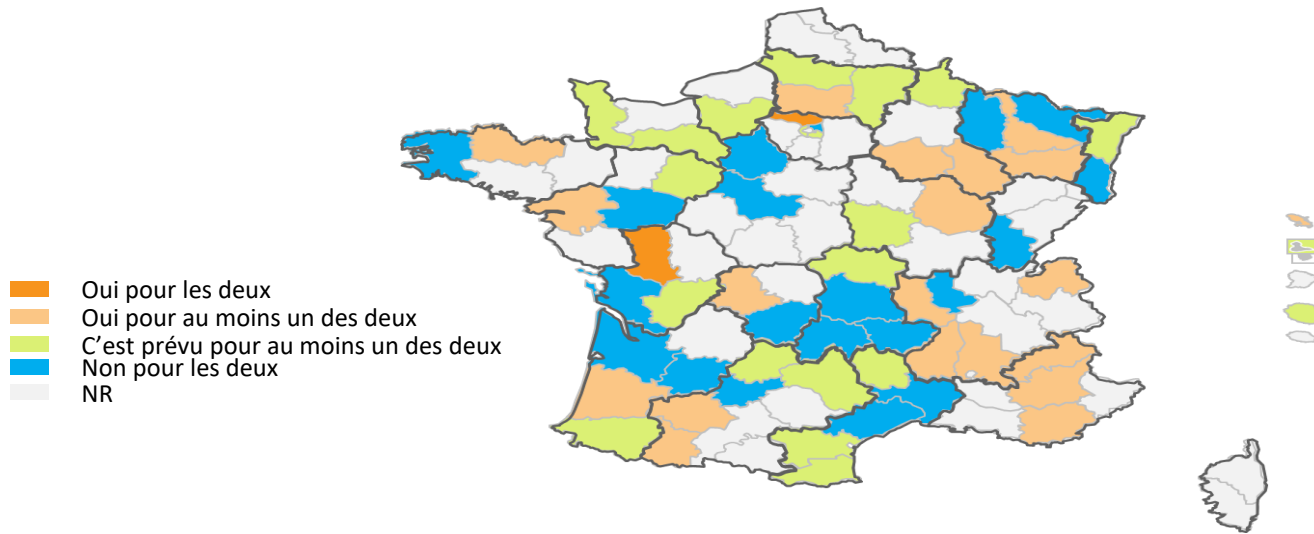 Oui pour les deux
Oui pour au moins un des deux
C'est prévu pour au moins un des deux
Non pour les deux
NR